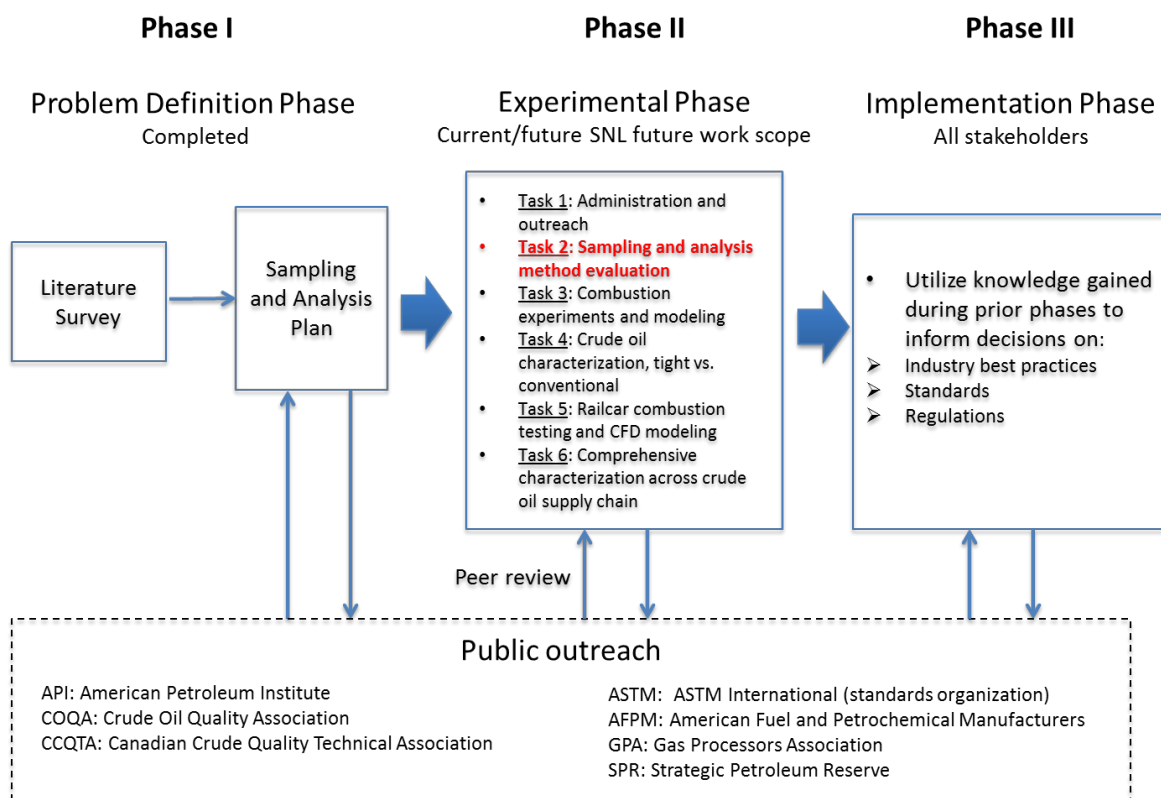 Phase I
Phase II
Phase III
Problem Definition Phase
Completed
Experimental Phase
Current/future SNL future work scope
Implementation Phase
All stakeholders
Literature
Survey
Sampling
and Analysis
Plan
• Task 1: Administration and
outreach
• Task 2: Sampling and analysis
method evaluation
• Task 3: Combustion
experiments and modeling
• Task 4: Crude oil
characterization, tight vs.
conventional
• Task 5: Railcar combustion
testing and CFD modeling
• Task 6: Comprehensive
characterization across crude
oil supply chain
• Utilize knowledge gained
during prior phases to
inform decisions on:
➢ Industry best practices
➢ Standards
➢ Regulations
Peer review
Public outreach
API: American Petroleum Institute
COQA: Crude Oil Quality Association
CCQTA: Canadian Crude Quality Technical Association
ASTM: ASTM International (standards organization)
AFPM: American Fuel and Petrochemical Manufacturers
GPA: Gas Processors Association
SPR: Strategic Petroleum Reserve